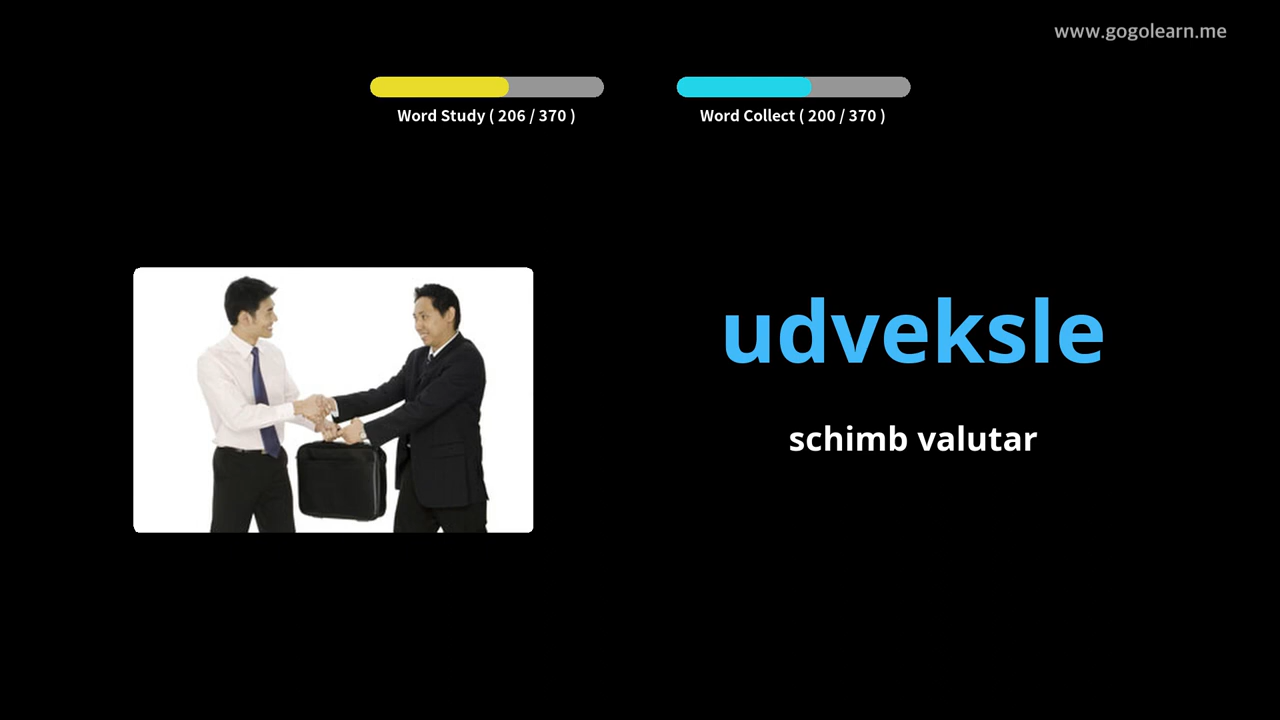 www.gogolearn.me
Word Study ( 206 / 370 )
Word Collect ( 200 / 370 )
udveksle
schimb valutar